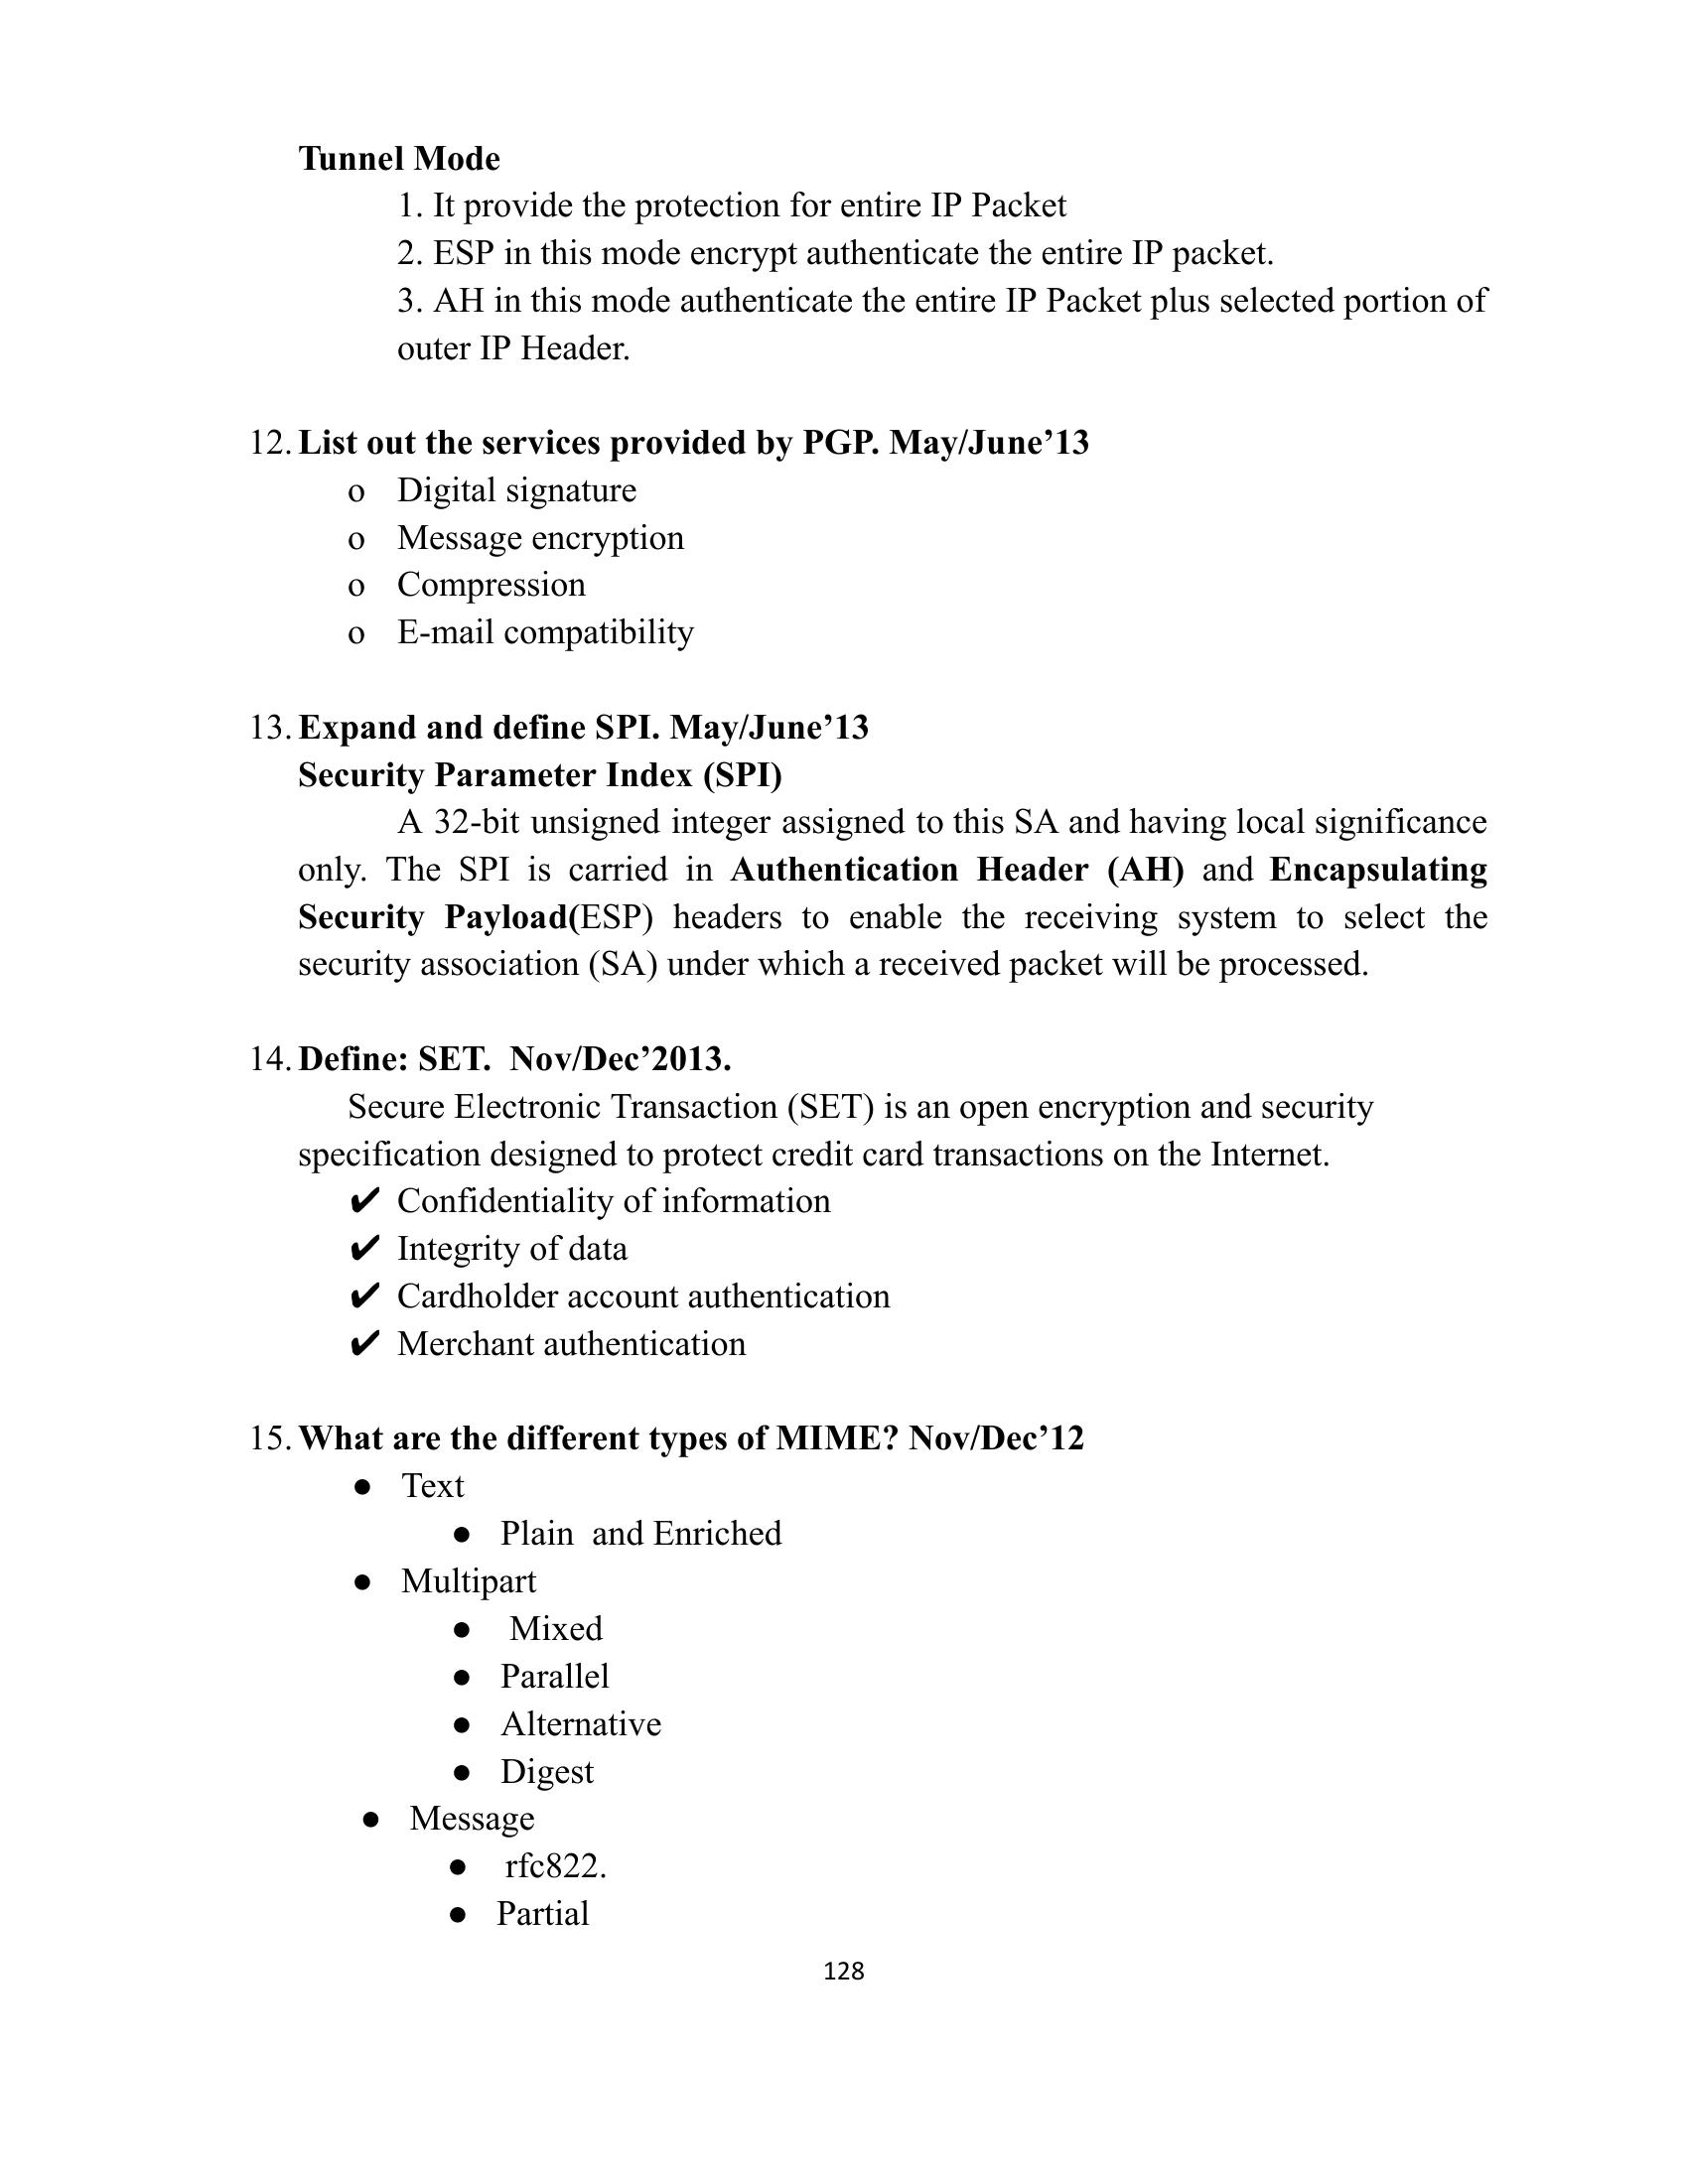 Tunnel Mode
1. It provide the protection for entire IP Packet
2. ESP in this mode encrypt authenticate the entire IP packet.
3. AH in this mode authenticate the entire IP Packet plus selected portion of
outer IP Header.
12. List out the services provided by PGP. May/June’13
o Digital signature
o Message encryption
o Compression
o E-mail compatibility
13. Expand and define SPI. May/June’13
Security Parameter Index (SPI)
A 32-bit unsigned integer assigned to this SA and having local significance
only. The SPI is carried in Authentication Header (AH) and Encapsulating
Security Payload(ESP) headers to enable the receiving system to select the
security association (SA) under which a received packet will be processed.
14. Define: SET. Nov/Dec’2013.
Secure Electronic Transaction (SET) is an open encryption and security
specification designed to protect credit card transactions on the Internet.
✔ Confidentiality of information
✔ Integrity of data
✔ Cardholder account authentication
✔ Merchant authentication
15. What are the different types of MIME? Nov/Dec’12
● Text
● Plain and Enriched
● Multipart
● Mixed
● Parallel
● Alternative
● Digest
● Message
● rfc822.
● Partial
128